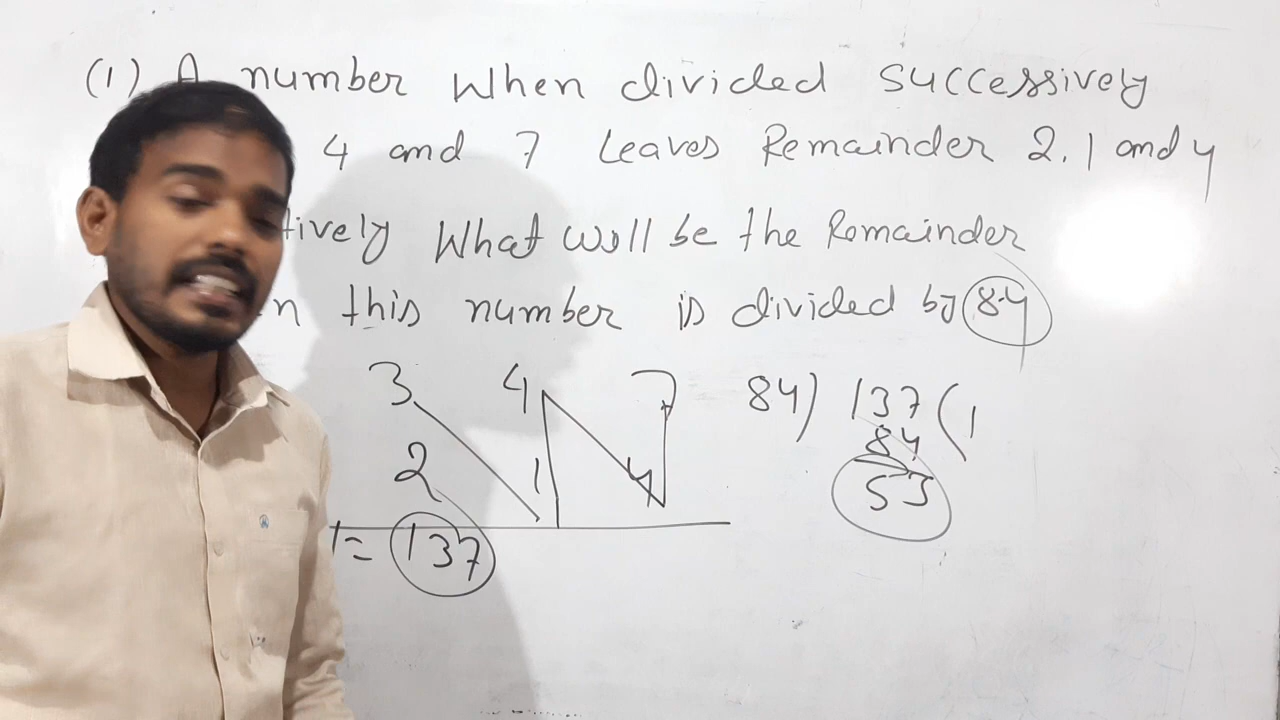 (1) A number when divided successively
4 and 7 Leaves Remainder 2, 1 and 4
tively What will be the Remainder
n this number is divided by 84
3 4 7 84) 137 (1
84
2 1 4 53
1= 137